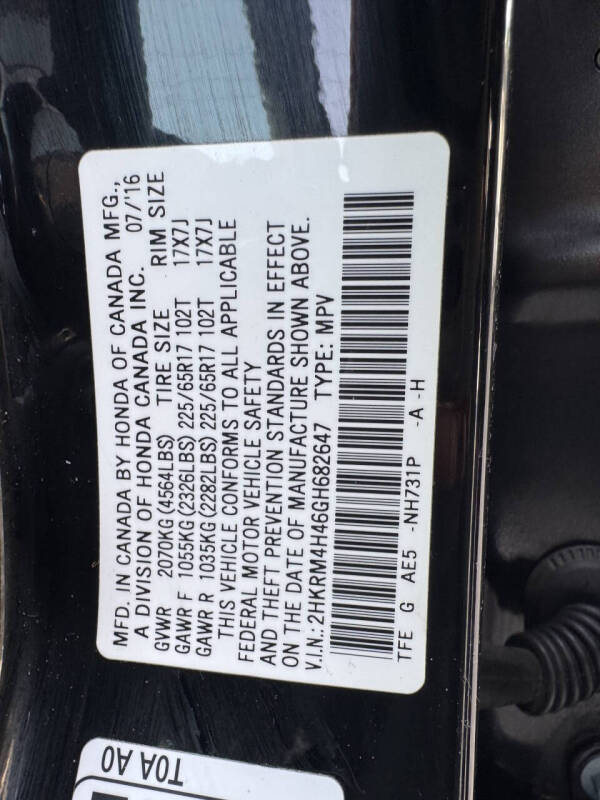 MFD. IN CANADA BY HONDA OF CANADA MFG.,
A DIVISION OF HONDA CANADA INC. 07/'16
GVWR 2070KG (4564LBS) TIRE SIZE RIM SIZE
GAWR F 1055KG (2326LBS) 225/65R17 102T 17X7J
GAWR R 1035KG (2282LBS) 225/65R17 102T 17X7J
THIS VEHICLE CONFORMS TO ALL APPLICABLE
FEDERAL MOTOR VEHICLE SAFETY
AND THEFT PREVENTION STANDARDS IN EFFECT
ON THE DATE OF MANUFACTURE SHOWN ABOVE.
V.I.N.: 2HKRM4H46GH682647 TYPE: MPV
TFE G AE5 -NH731P -A -H
T0A A0